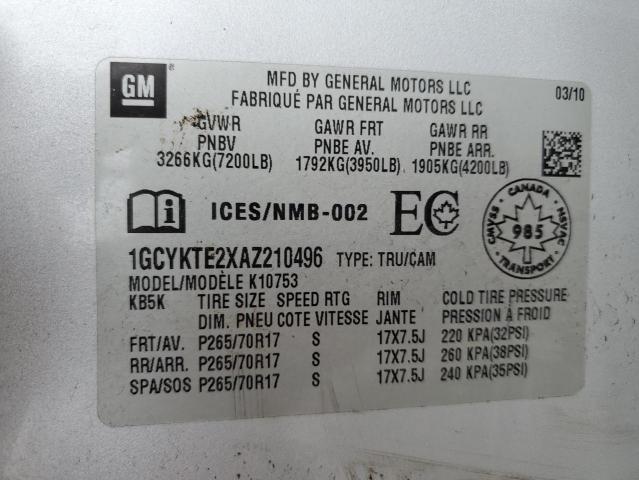 GM ®
MFD BY GENERAL MOTORS LLC
FABRIQUÉ PAR GENERAL MOTORS LLC
03/10
GVWR GAWR FRT GAWR RR
PNBV PNBE AV. PNBE ARR.
3266KG(7200LB) 1792KG(3950LB) 1905KG(4200LB)
i ICES/NMB-002 EC
CANADA
CMVSS 985 NSVAC
TRANSPORT
1GCYKTE2XAZ210496 TYPE: TRU/CAM
MODEL/MODÈLE K10753
KB5K TIRE SIZE SPEED RTG RIM COLD TIRE PRESSURE
DIM. PNEU COTE VITESSE JANTE PRESSION À FROID
FRT/AV. P265/70R17 S 17X7.5J 220 KPA(32PSI)
RR/ARR. P265/70R17 S 17X7.5J 260 KPA(38PSI)
SPA/SOS P265/70R17 S 17X7.5J 240 KPA(35PSI)